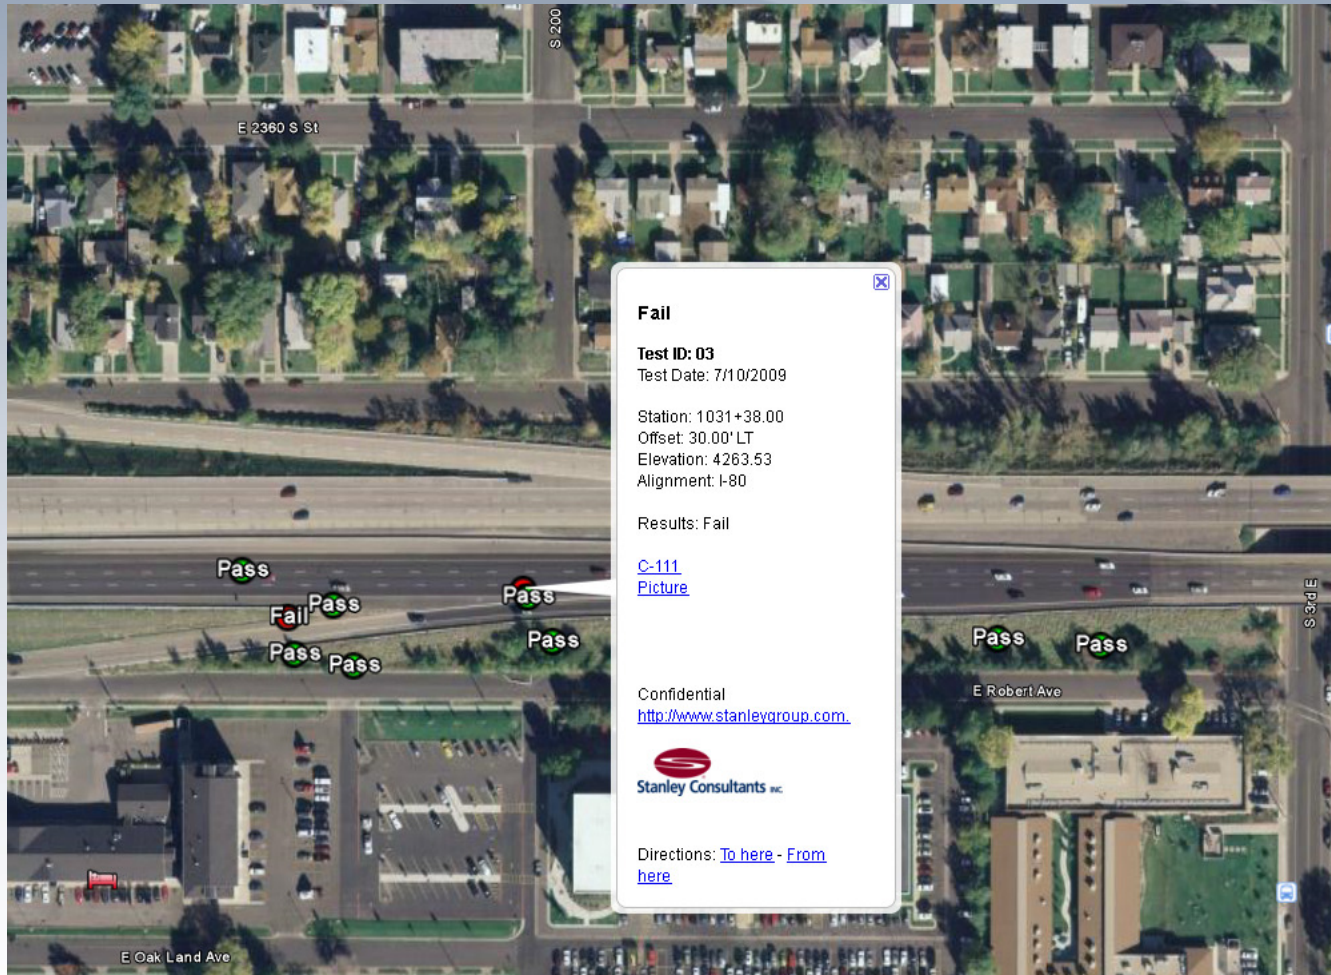 S 200
E 2360 S St
Fail
Test ID: 03
Test Date: 7/10/2009
Station: 1031+38.00
Offset: 30.00' LT
Elevation: 4263.53
Alignment: I-80
Results: Fail
C-111
Picture
Pass
Fail
Pass
Pass
Pass
Pass
Pass
Pass
Pass
S 3rd E
E Robert Ave
Confidential
http://www.stanleygroup.com.
Stanley Consultants INC.
Directions: To here - From
here
E Oak Land Ave